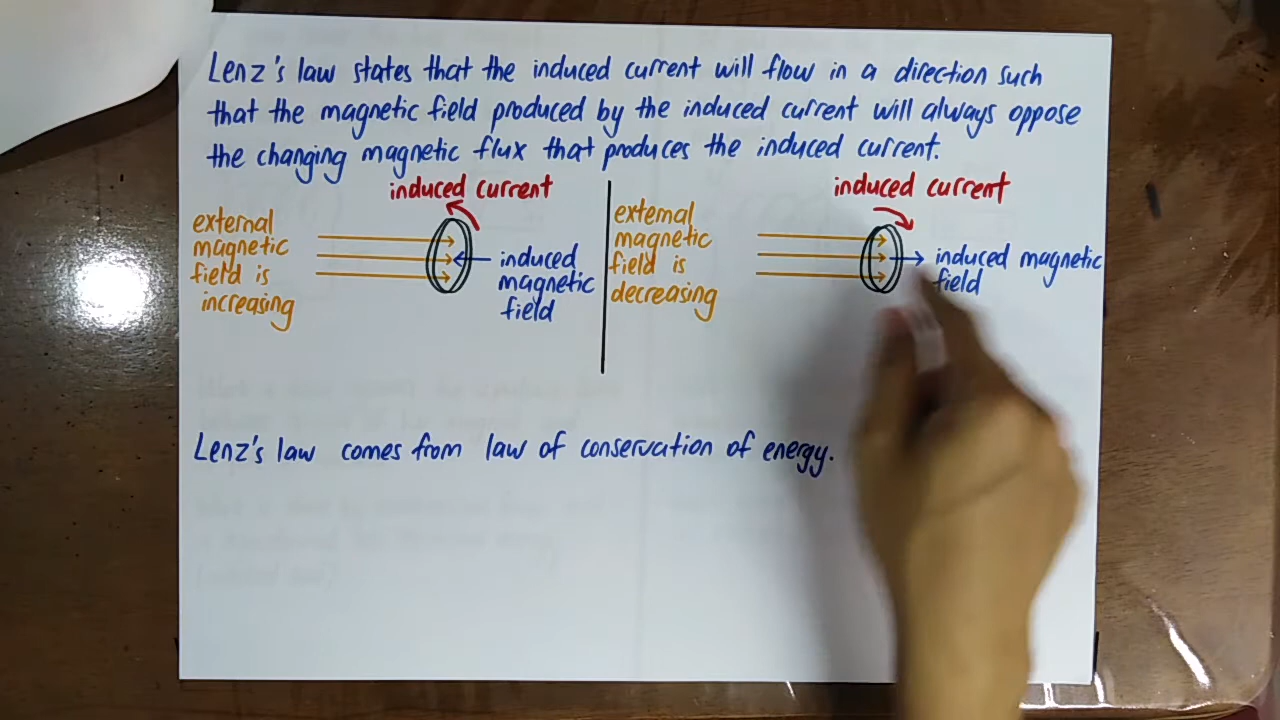 Lenz's law states that the induced current will flow in a direction such
that the magnetic field produced by the induced current will always oppose
the changing magnetic flux that produces the induced current.
induced current
external
magnetic
field is
increasing
induced
magnetic
field
induced current
external
magnetic
field is
decreasing
induced magnetic
field
Lenz's law comes from law of conservation of energy.